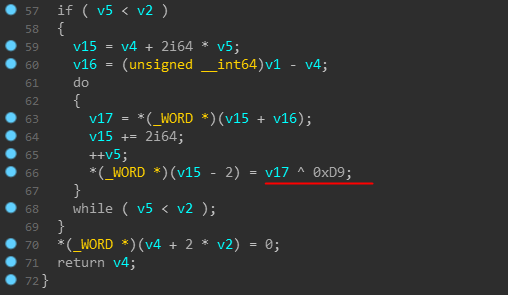 57 if ( v5 < v2 )
58 {
59 v15 = v4 + 2i64 * v5;
60 v16 = (unsigned __int64)v1 - v4;
61 do
62 {
63 v17 = *(_WORD *)(v15 + v16);
64 v15 += 2i64;
65 ++v5;
66 *(_WORD *)(v15 - 2) = v17 ^ 0xD9;
67 }
68 while ( v5 < v2 );
69 }
70 *(_WORD *)(v4 + 2 * v2) = 0;
71 return v4;
72 }